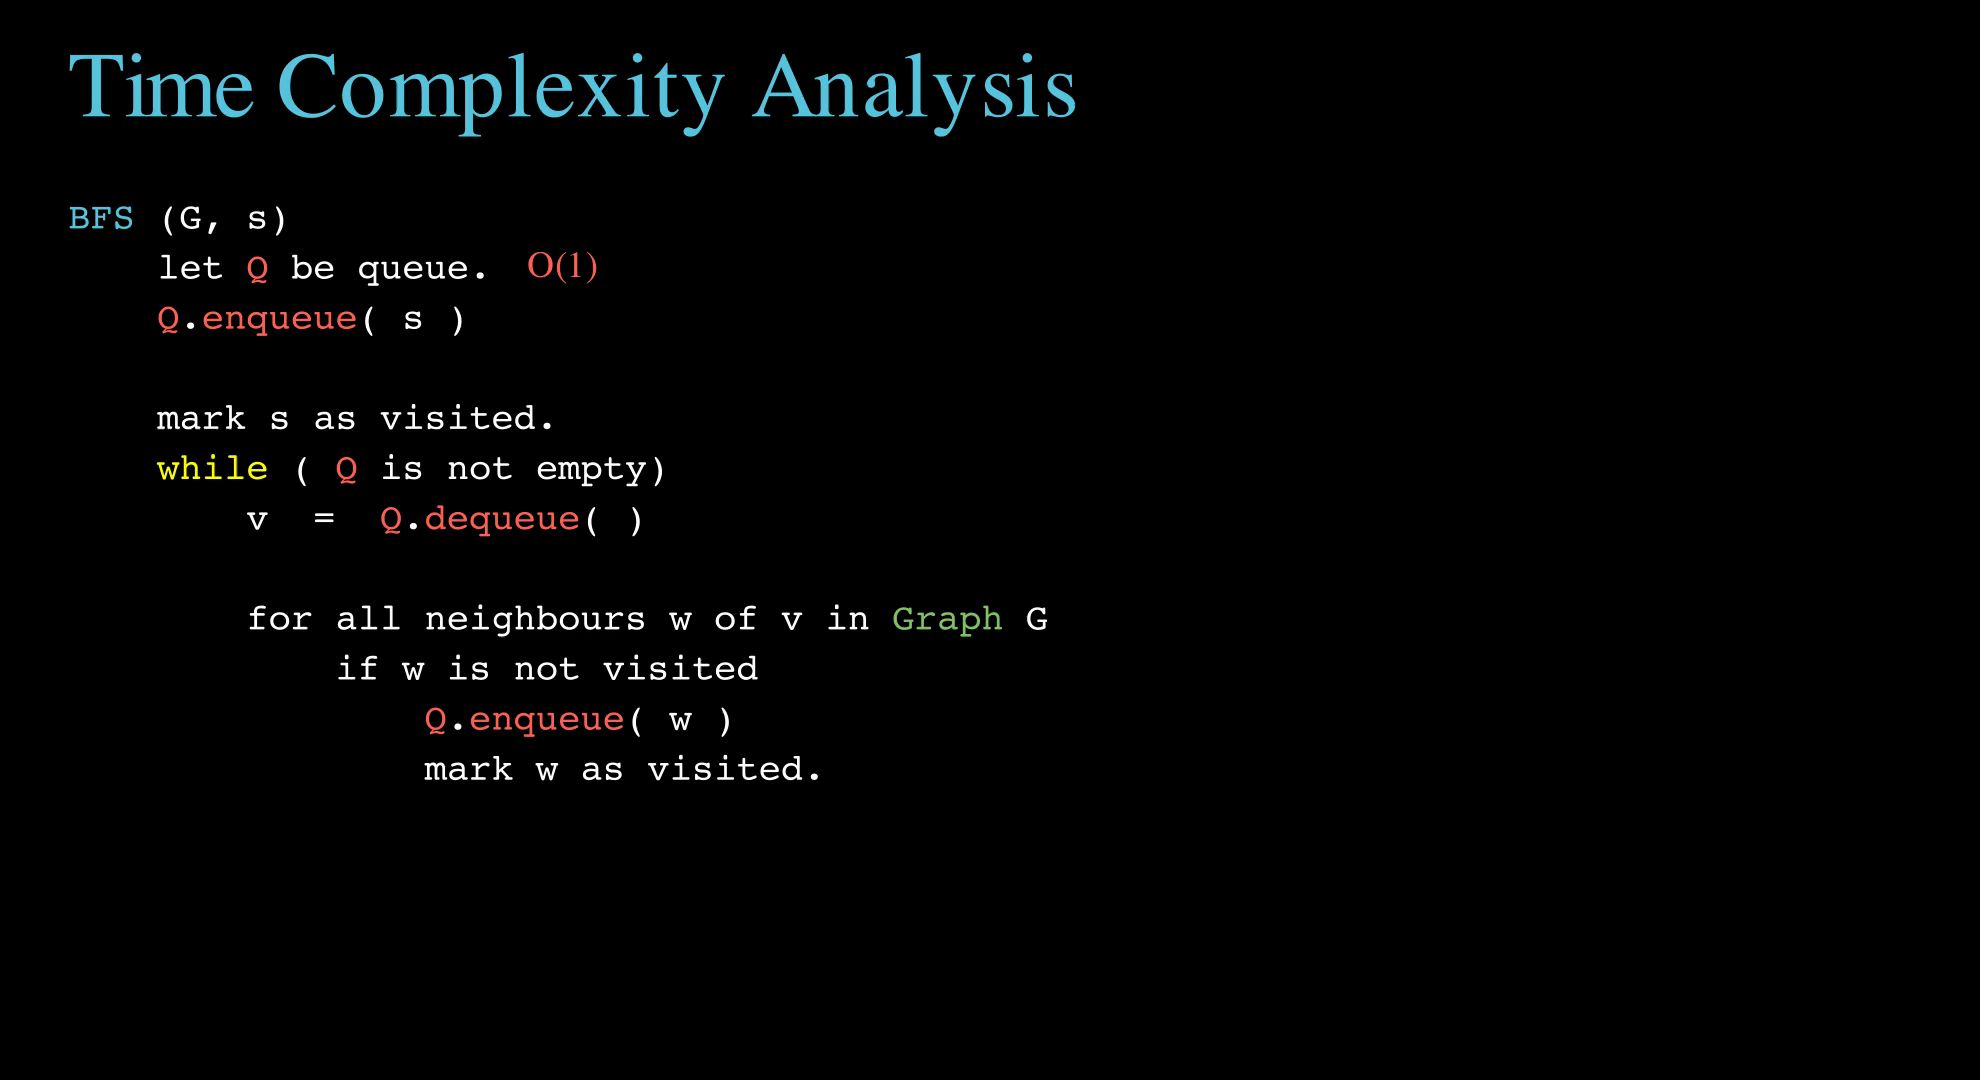 Time Complexity Analysis
BFS (G, s)
let Q be queue. O(1)
Q.enqueue( s )
mark s as visited.
while ( Q is not empty)
v = Q.dequeue( )
for all neighbours w of v in Graph G
if w is not visited
Q.enqueue( w )
mark w as visited.